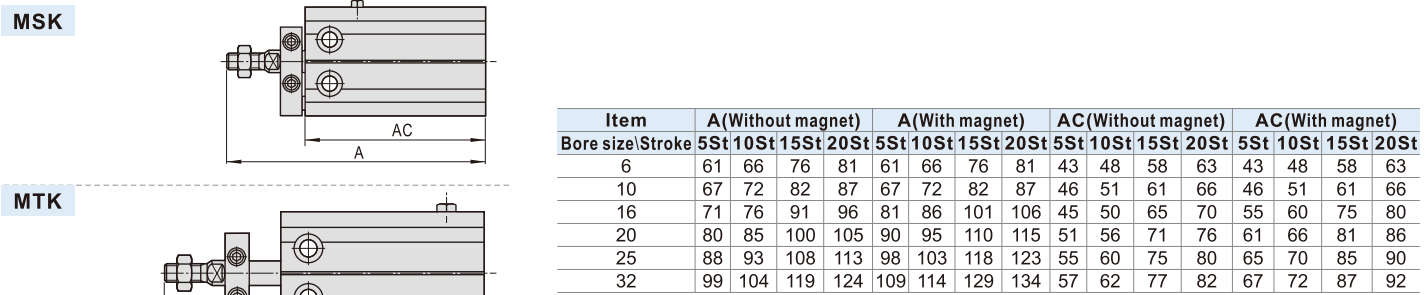 MSK
AC
A
MTK
Item A(Without magnet) A(With magnet) AC(Without magnet) AC(With magnet)
Bore size\Stroke 5St 10St 15St 20St 5St 10St 15St 20St 5St 10St 15St 20St 5St 10St 15St 20St
6 61 66 76 81 61 66 76 81 43 48 58 63 43 48 58 63
10 67 72 82 87 67 72 82 87 46 51 61 66 46 51 61 66
16 71 76 91 96 81 86 101 106 45 50 65 70 55 60 75 80
20 80 85 100 105 90 95 110 115 51 56 71 76 61 66 81 86
25 88 93 108 113 98 103 118 123 55 60 75 80 65 70 85 90
32 99 104 119 124 109 114 129 134 57 62 77 82 67 72 87 92